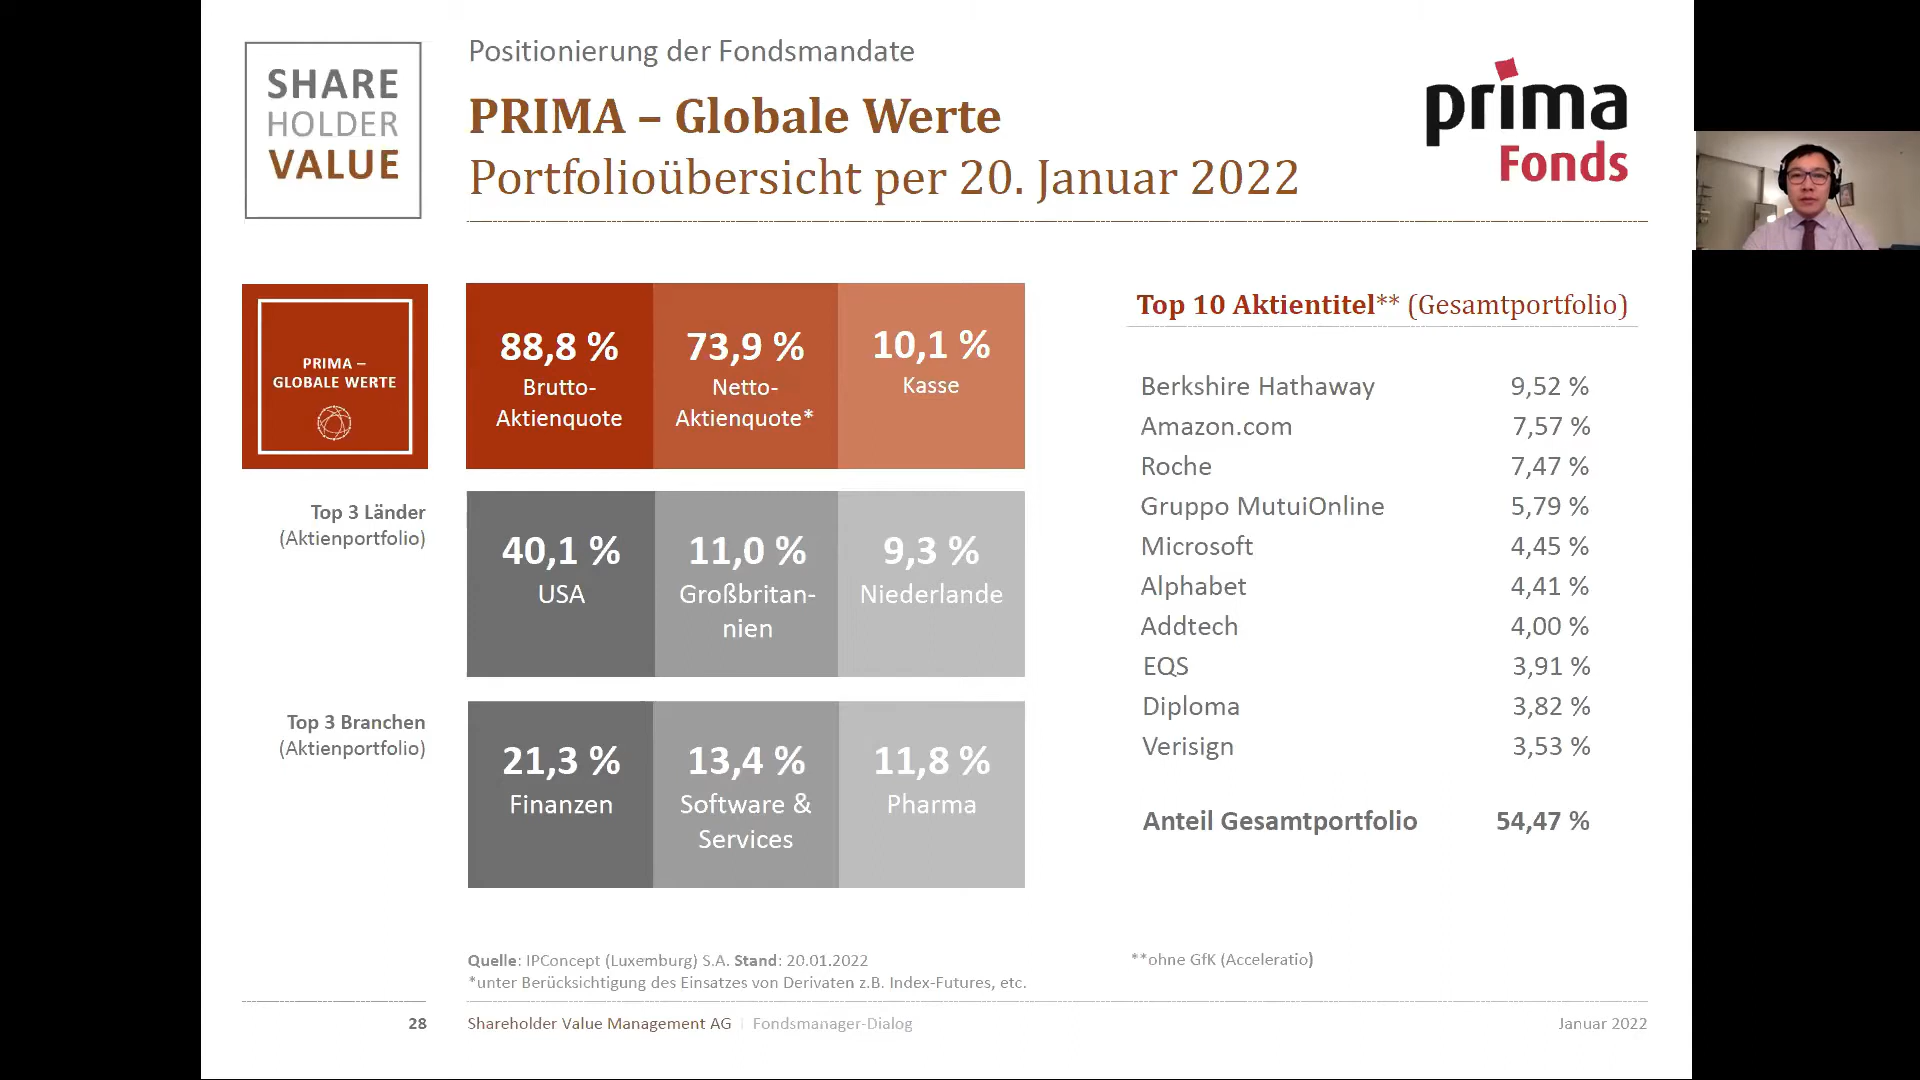 SHARE
HOLDER
VALUE
Positionierung der Fondsmandate
PRIMA – Globale Werte
Portfolioübersicht per 20. Januar 2022
prima
Fonds
PRIMA –
GLOBALE WERTE
88,8 %
Brutto-
Aktienquote
73,9 %
Netto-
Aktienquote*
10,1 %
Kasse
Top 3 Länder
(Aktienportfolio)
40,1 %
USA
11,0 %
Großbritan-
nien
9,3 %
Niederlande
Top 3 Branchen
(Aktienportfolio)
21,3 %
Finanzen
13,4 %
Software &
Services
11,8 %
Pharma
Top 10 Aktientitel** (Gesamtportfolio)
Berkshire Hathaway 9,52 %
Amazon.com 7,57 %
Roche 7,47 %
Gruppo MutuiOnline 5,79 %
Microsoft 4,45 %
Alphabet 4,41 %
Addtech 4,00 %
EQS 3,91 %
Diploma 3,82 %
Verisign 3,53 %
Anteil Gesamtportfolio 54,47 %
Quelle: IPConcept (Luxemburg) S.A. Stand: 20.01.2022
*unter Berücksichtigung des Einsatzes von Derivaten z.B. Index-Futures, etc.
**ohne GfK (Acceleratio)
28 Shareholder Value Management AG | Fondsmanager-Dialog Januar 2022